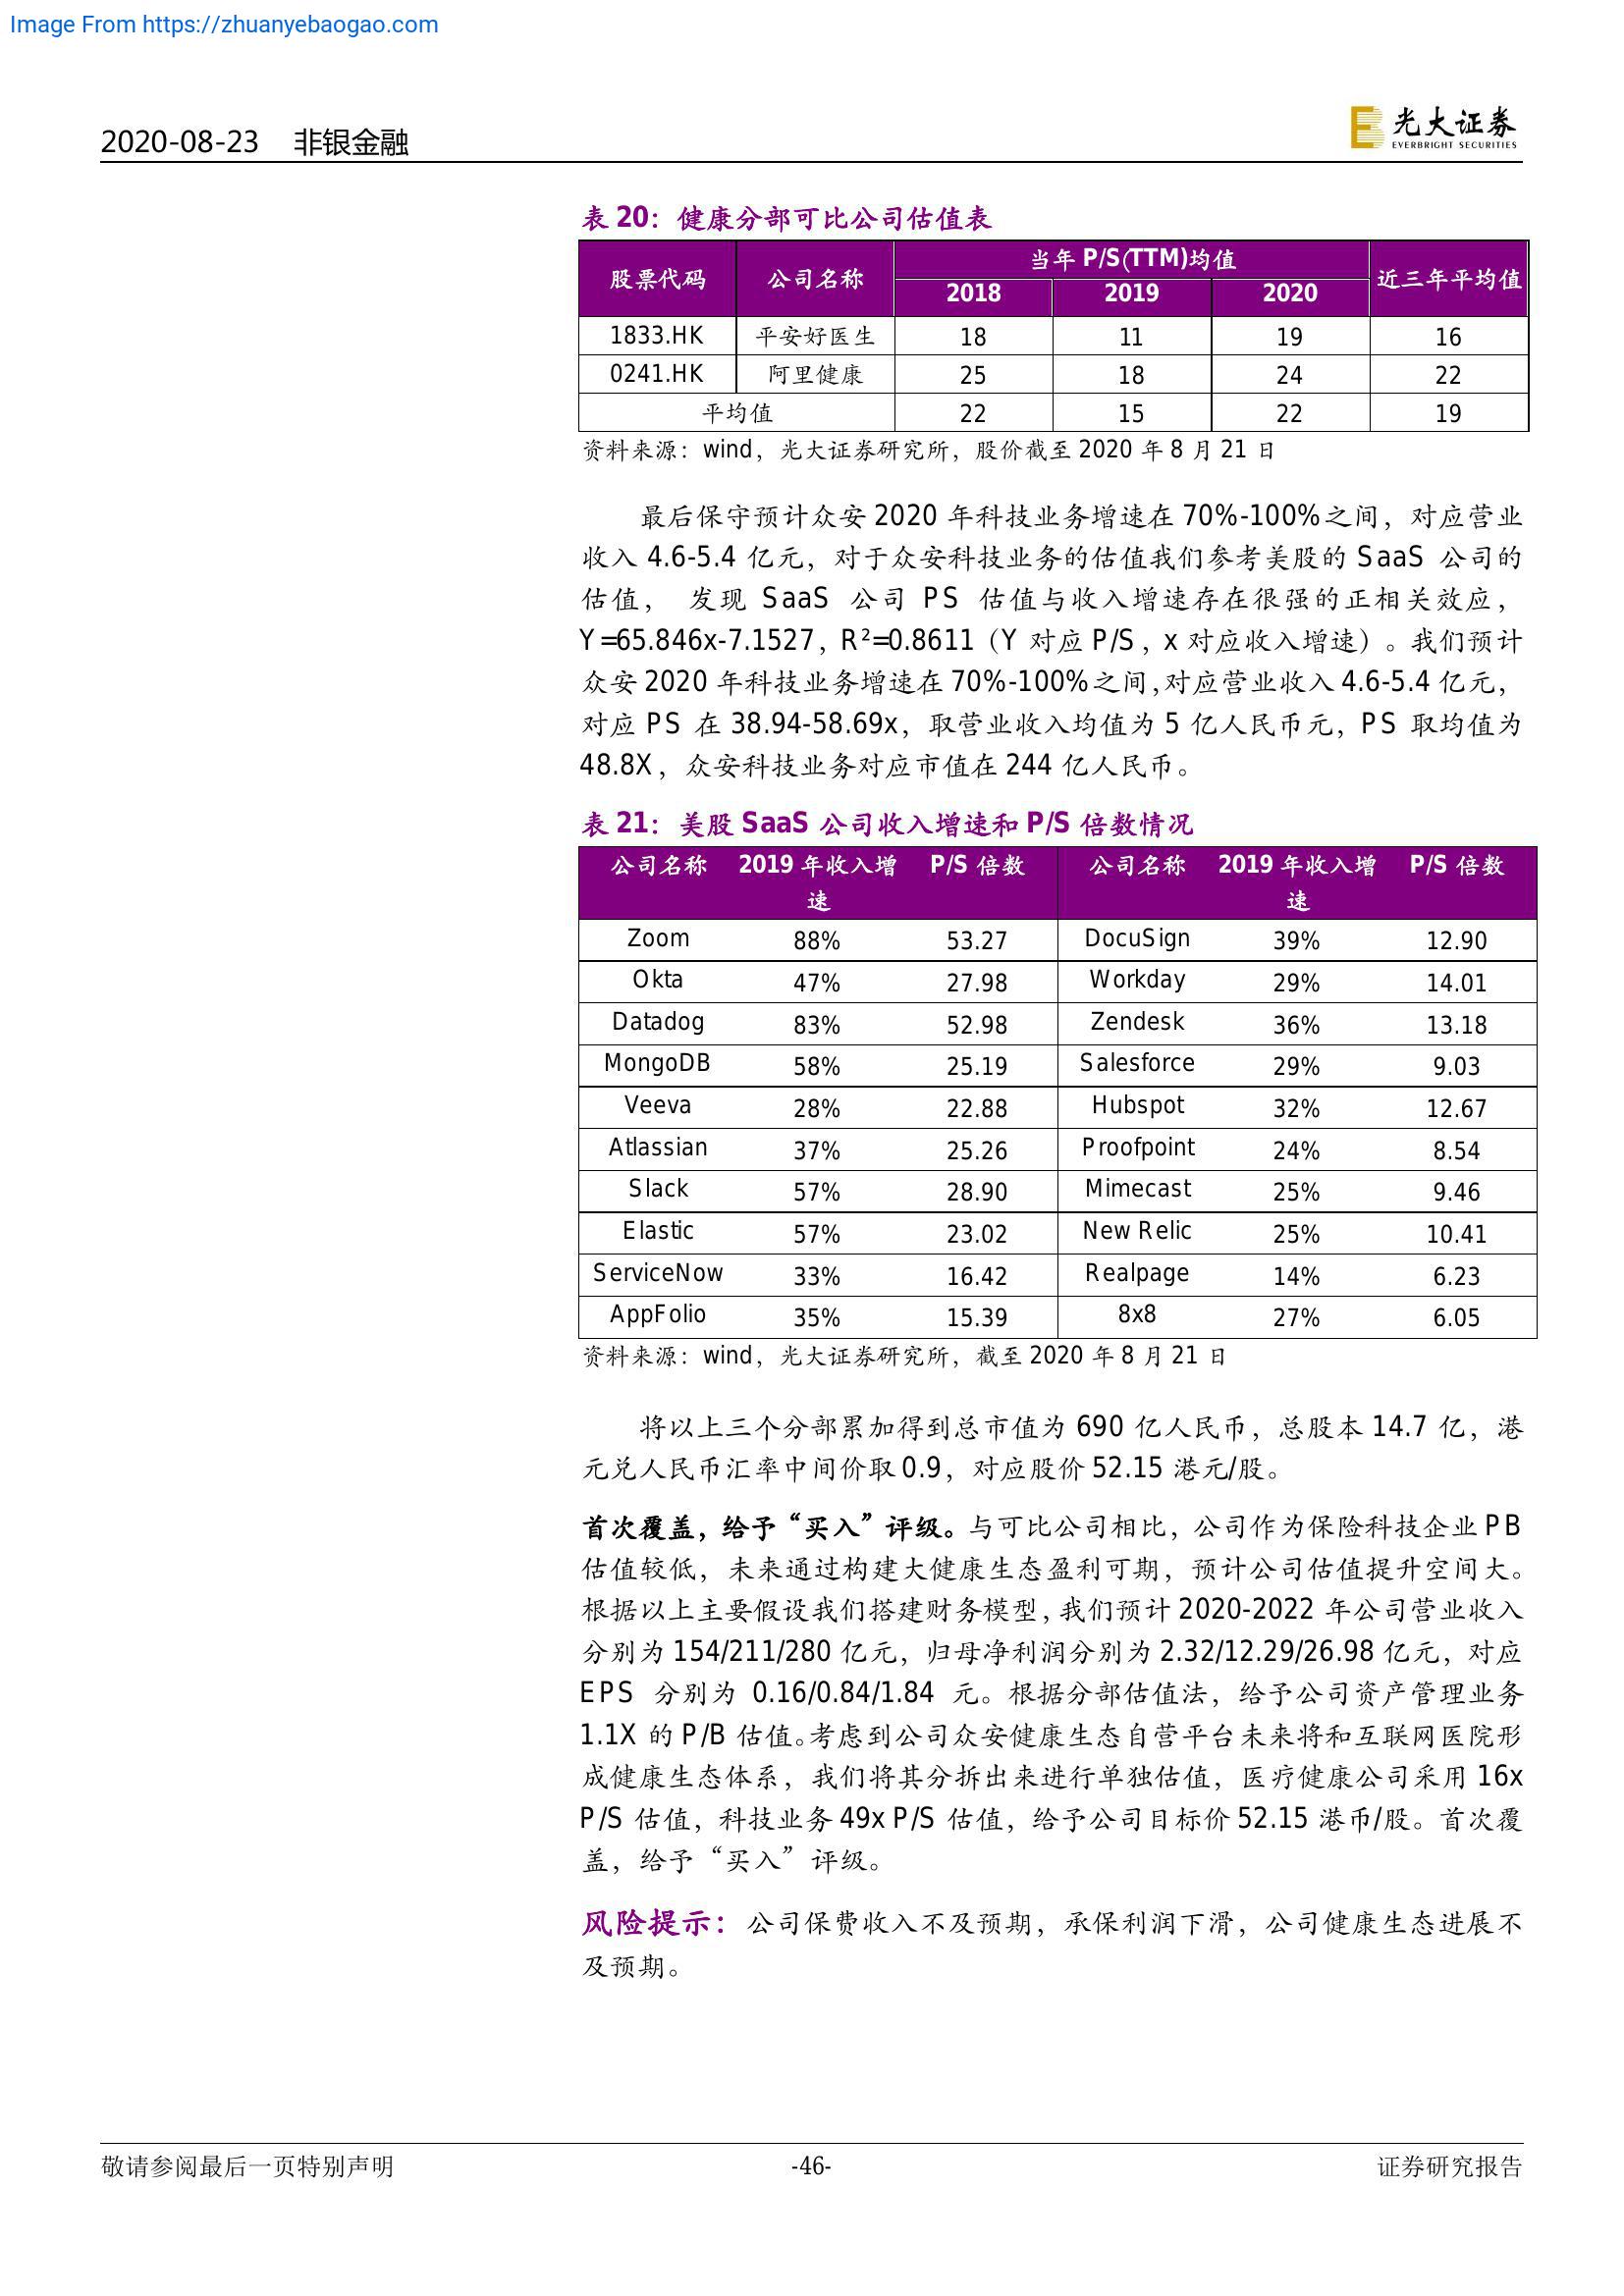 Image From https://zhuanyebaogao.com
2020-08-23 非银金融
光大证券
EVERBRIGHT SECURITIES
表 20：健康分部可比公司估值表
股票代码 公司名称 当年 P/S(TTM)均值 近三年平均值
2018 2019 2020
1833.HK 平安好医生 18 11 19 16
0241.HK 阿里健康 25 18 24 22
平均值 22 15 22 19
资料来源：wind，光大证券研究所，股价截至 2020 年 8 月 21 日
最后保守预计众安 2020 年科技业务增速在 70%-100%之间，对应营业
收入 4.6-5.4 亿元，对于众安科技业务的估值我们参考美股的 SaaS 公司的
估值， 发现 SaaS 公司 PS 估值与收入增速存在很强的正相关效应，
Y=65.846x-7.1527，R²=0.8611（Y 对应 P/S，x 对应收入增速）。我们预计
众安 2020 年科技业务增速在 70%-100%之间，对应营业收入 4.6-5.4 亿元，
对应 PS 在 38.94-58.69x，取营业收入均值为 5 亿人民币元，PS 取均值为
48.8X，众安科技业务对应市值在 244 亿人民币。
表 21：美股 SaaS 公司收入增速和 P/S 倍数情况
公司名称 2019 年收入增 P/S 倍数 公司名称 2019 年收入增 P/S 倍数
速 速
Zoom 88% 53.27 DocuSign 39% 12.90
Okta 47% 27.98 Workday 29% 14.01
Datadog 83% 52.98 Zendesk 36% 13.18
MongoDB 58% 25.19 Salesforce 29% 9.03
Veeva 28% 22.88 Hubspot 32% 12.67
Atlassian 37% 25.26 Proofpoint 24% 8.54
Slack 57% 28.90 Mimecast 25% 9.46
Elastic 57% 23.02 New Relic 25% 10.41
ServiceNow 33% 16.42 Realpage 14% 6.23
AppFolio 35% 15.39 8x8 27% 6.05
资料来源：wind，光大证券研究所，截至 2020 年 8 月 21 日
将以上三个分部累加得到总市值为 690 亿人民币，总股本 14.7 亿，港
元兑人民币汇率中间价取 0.9，对应股价 52.15 港元/股。
首次覆盖，给予“买入”评级。与可比公司相比，公司作为保险科技企业 PB
估值较低，未来通过构建大健康生态盈利可期，预计公司估值提升空间大。
根据以上主要假设我们搭建财务模型，我们预计 2020-2022 年公司营业收入
分别为 154/211/280 亿元，归母净利润分别为 2.32/12.29/26.98 亿元，对应
EPS 分别为 0.16/0.84/1.84 元。根据分部估值法，给予公司资产管理业务
1.1X 的 P/B 估值。考虑到公司众安健康生态自营平台未来将和互联网医院形
成健康生态体系，我们将其分拆出来进行单独估值，医疗健康公司采用 16x
P/S 估值，科技业务 49x P/S 估值，给予公司目标价 52.15 港币/股。首次覆
盖，给予“买入”评级。
风险提示：公司保费收入不及预期，承保利润下滑，公司健康生态进展不
及预期。
敬请参阅最后一页特别声明 -46- 证券研究报告